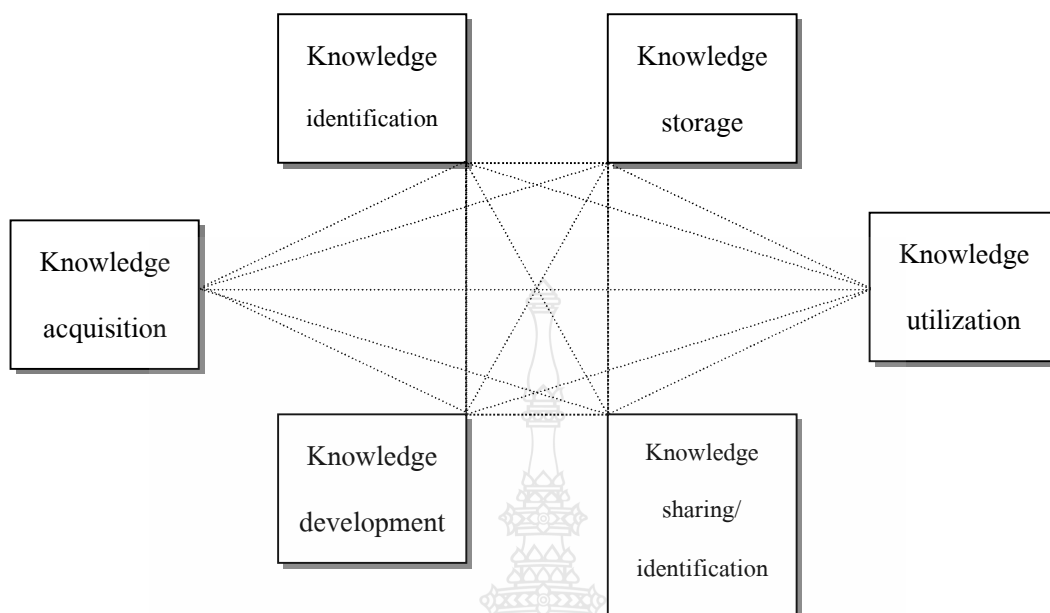 Knowledge
identification
Knowledge
storage
Knowledge
acquisition
Knowledge
utilization
Knowledge
development
Knowledge
sharing/
identification